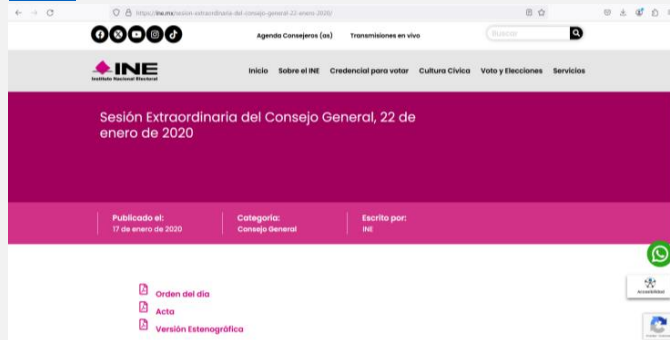 https://ine.mx/sesion-extraordinaria-del-consejo-general-22-enero-2020/
Agenda Consejeros (as) Transmisiones en vivo Buscar
INE
Instituto Nacional Electoral
Inicio Sobre el INE Credencial para votar Cultura Cívica Voto y Elecciones Servicios
Sesión Extraordinaria del Consejo General, 22 de
enero de 2020
Publicado el: Categoría: Escrito por:
17 de enero de 2020 Consejo General INE
Accesibilidad
Orden del día
Acta
Versión Estenográfica